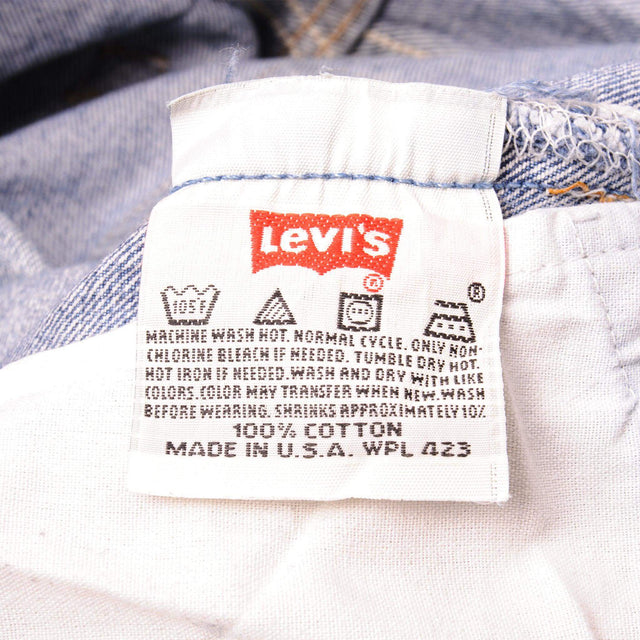 LeVI's
®
105F
®
MACHINE WASH HOT. NORMAL CYCLE. ONLY NON-
CHLORINE BLEACH IF NEEDED. TUMBLE DRY HOT.
HOT IRON IF NEEDED. WASH AND DRY WITH LIKE
COLORS. COLOR MAY TRANSFER WHEN NEW. WASH
BEFORE WEARING. SHRINKS APPROXIMATELY 10%
100% COTTON
MADE IN U.S.A. WPL 423